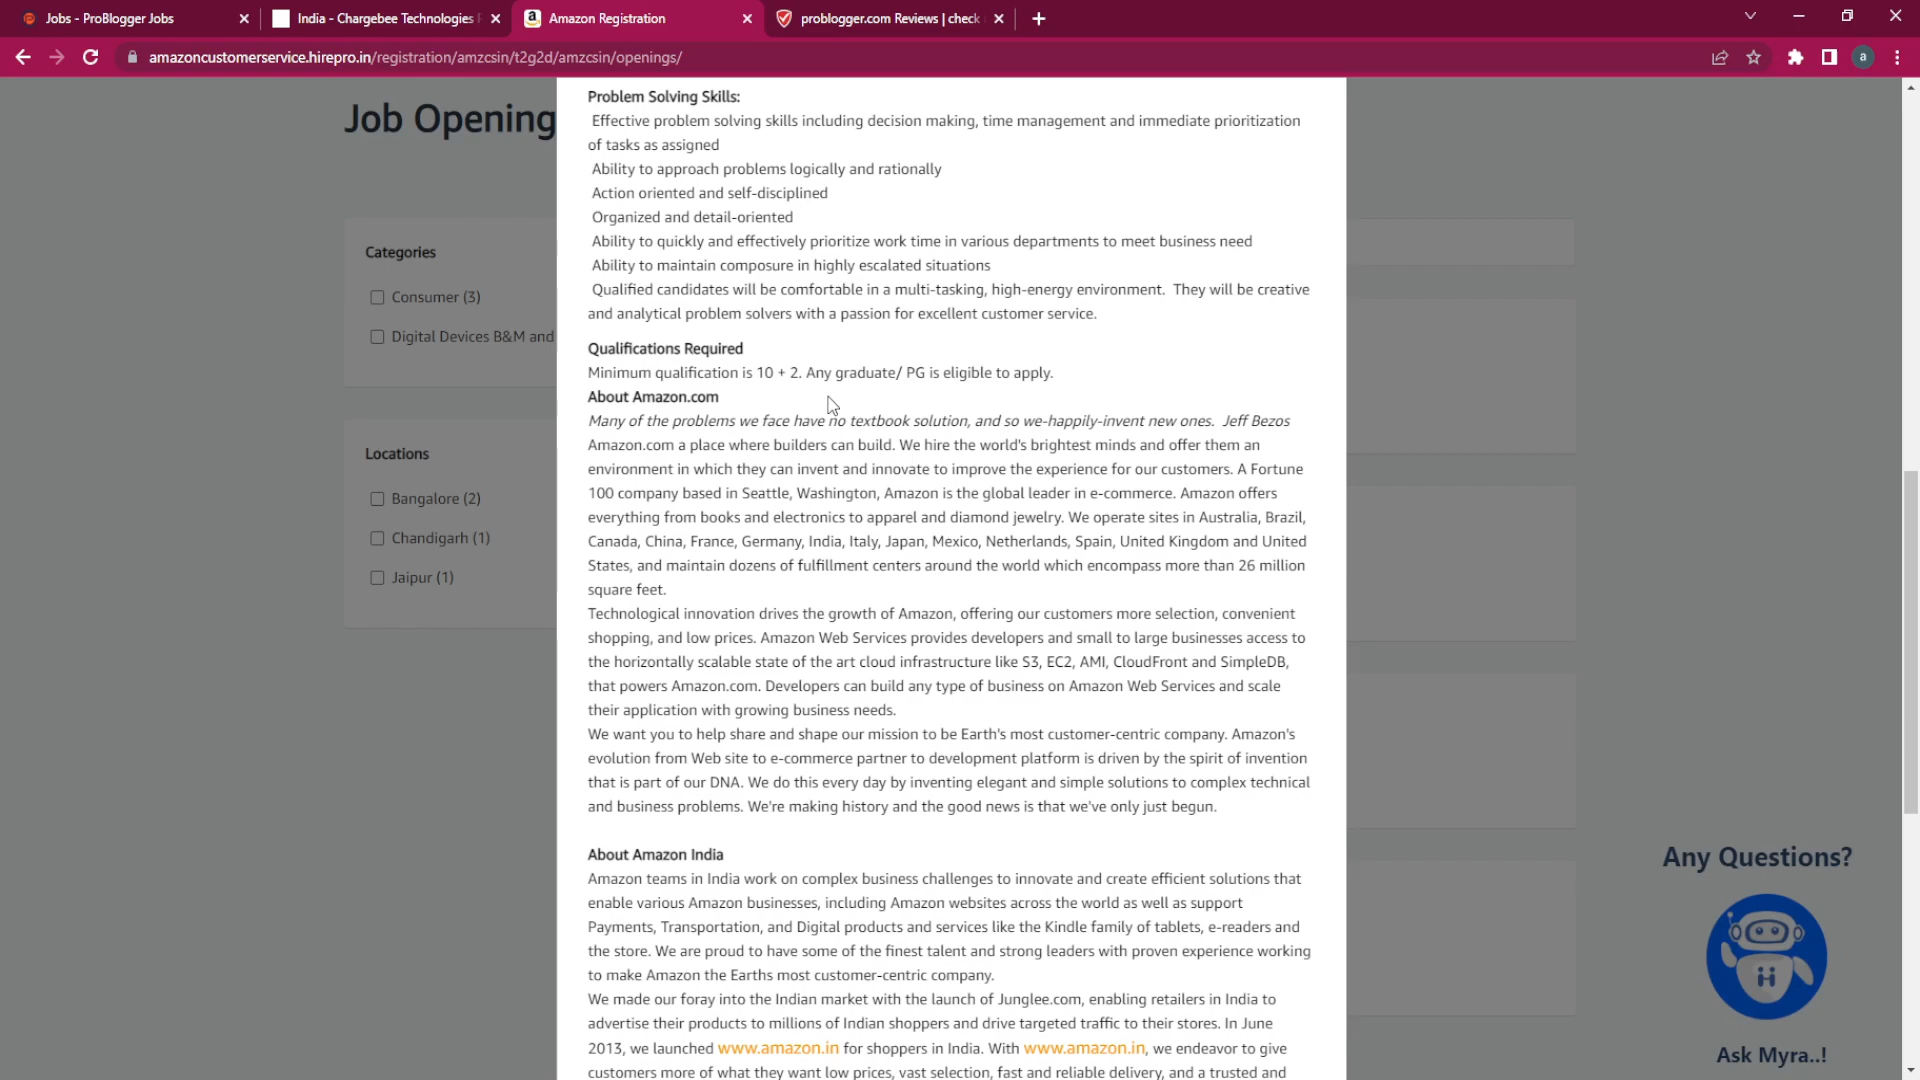 Jobs - ProBlogger Jobs
India - Chargebee Technologies
Amazon Registration
problogger.com Reviews | check
amazoncustomerservice.hirepro.in/registration/amzcsin/t2g2d/amzcsin/openings/
a
Job Opening
Categories
Consumer (3)
Digital Devices B&M and
Locations
Bangalore (2)
Chandigarh (1)
Jaipur (1)
Problem Solving Skills:
Effective problem solving skills including decision making, time management and immediate prioritization
of tasks as assigned
Ability to approach problems logically and rationally
Action oriented and self-disciplined
Organized and detail-oriented
Ability to quickly and effectively prioritize work time in various departments to meet business need
Ability to maintain composure in highly escalated situations
Qualified candidates will be comfortable in a multi-tasking, high-energy environment. They will be creative
and analytical problem solvers with a passion for excellent customer service.
Qualifications Required
Minimum qualification is 10 + 2. Any graduate/ PG is eligible to apply.
About Amazon.com
Many of the problems we face have no textbook solution, and so we-happily-invent new ones. Jeff Bezos
Amazon.com a place where builders can build. We hire the world's brightest minds and offer them an
environment in which they can invent and innovate to improve the experience for our customers. A Fortune
100 company based in Seattle, Washington, Amazon is the global leader in e-commerce. Amazon offers
everything from books and electronics to apparel and diamond jewelry. We operate sites in Australia, Brazil,
Canada, China, France, Germany, India, Italy, Japan, Mexico, Netherlands, Spain, United Kingdom and United
States, and maintain dozens of fulfillment centers around the world which encompass more than 26 million
square feet.
Technological innovation drives the growth of Amazon, offering our customers more selection, convenient
shopping, and low prices. Amazon Web Services provides developers and small to large businesses access to
the horizontally scalable state of the art cloud infrastructure like S3, EC2, AMI, CloudFront and SimpleDB,
that powers Amazon.com. Developers can build any type of business on Amazon Web Services and scale
their application with growing business needs.
We want you to help share and shape our mission to be Earth's most customer-centric company. Amazon's
evolution from Web site to e-commerce partner to development platform is driven by the spirit of invention
that is part of our DNA. We do this every day by inventing elegant and simple solutions to complex technical
and business problems. We're making history and the good news is that we've only just begun.
About Amazon India
Amazon teams in India work on complex business challenges to innovate and create efficient solutions that
enable various Amazon businesses, including Amazon websites across the world as well as support
Payments, Transportation, and Digital products and services like the Kindle family of tablets, e-readers and
the store. We are proud to have some of the finest talent and strong leaders with proven experience working
to make Amazon the Earths most customer-centric company.
We made our foray into the Indian market with the launch of Junglee.com, enabling retailers in India to
advertise their products to millions of Indian shoppers and drive targeted traffic to their stores. In June
2013, we launched www.amazon.in for shoppers in India. With www.amazon.in, we endeavor to give
customers more of what they want low prices, vast selection, fast and reliable delivery, and a trusted and
Any Questions?
Ask Myra..!